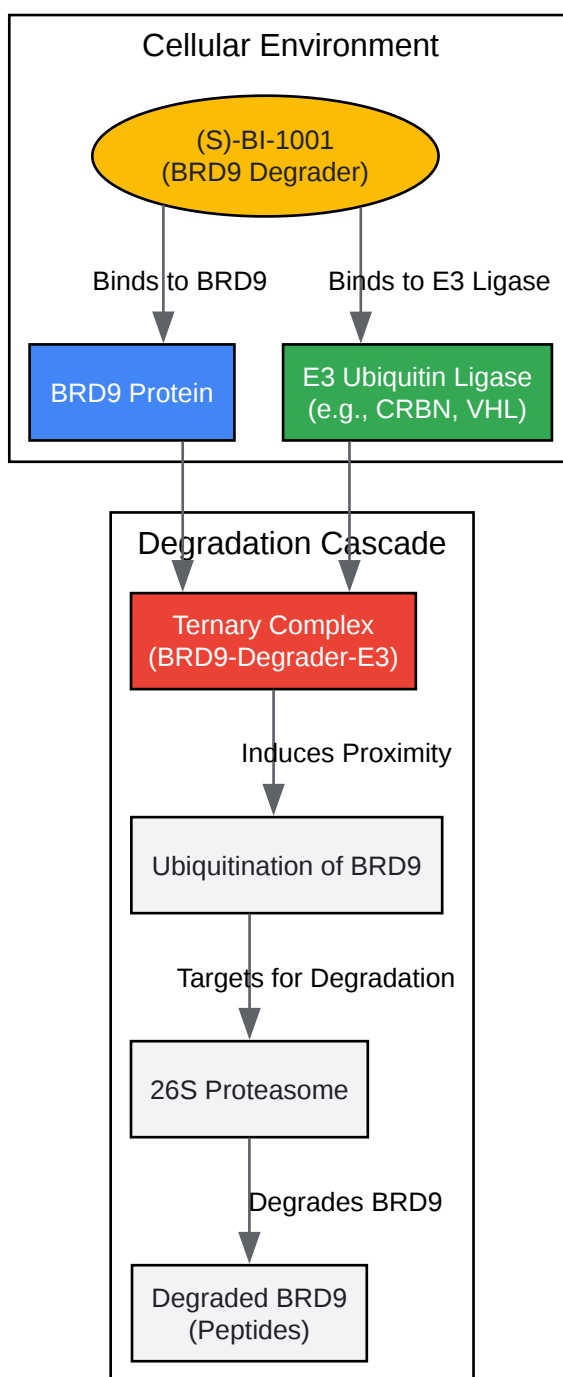 Cellular Environment
(S)-BI-1001
(BRD9 Degrader)
Binds to BRD9
Binds to E3 Ligase
BRD9 Protein
E3 Ubiquitin Ligase
(e.g., CRBN, VHL)
Degradation Cascade
Ternary Complex
(BRD9-Degrader-E3)
Induces Proximity
Ubiquitination of BRD9
Targets for Degradation
26S Proteasome
Degrades BRD9
Degraded BRD9
(Peptides)